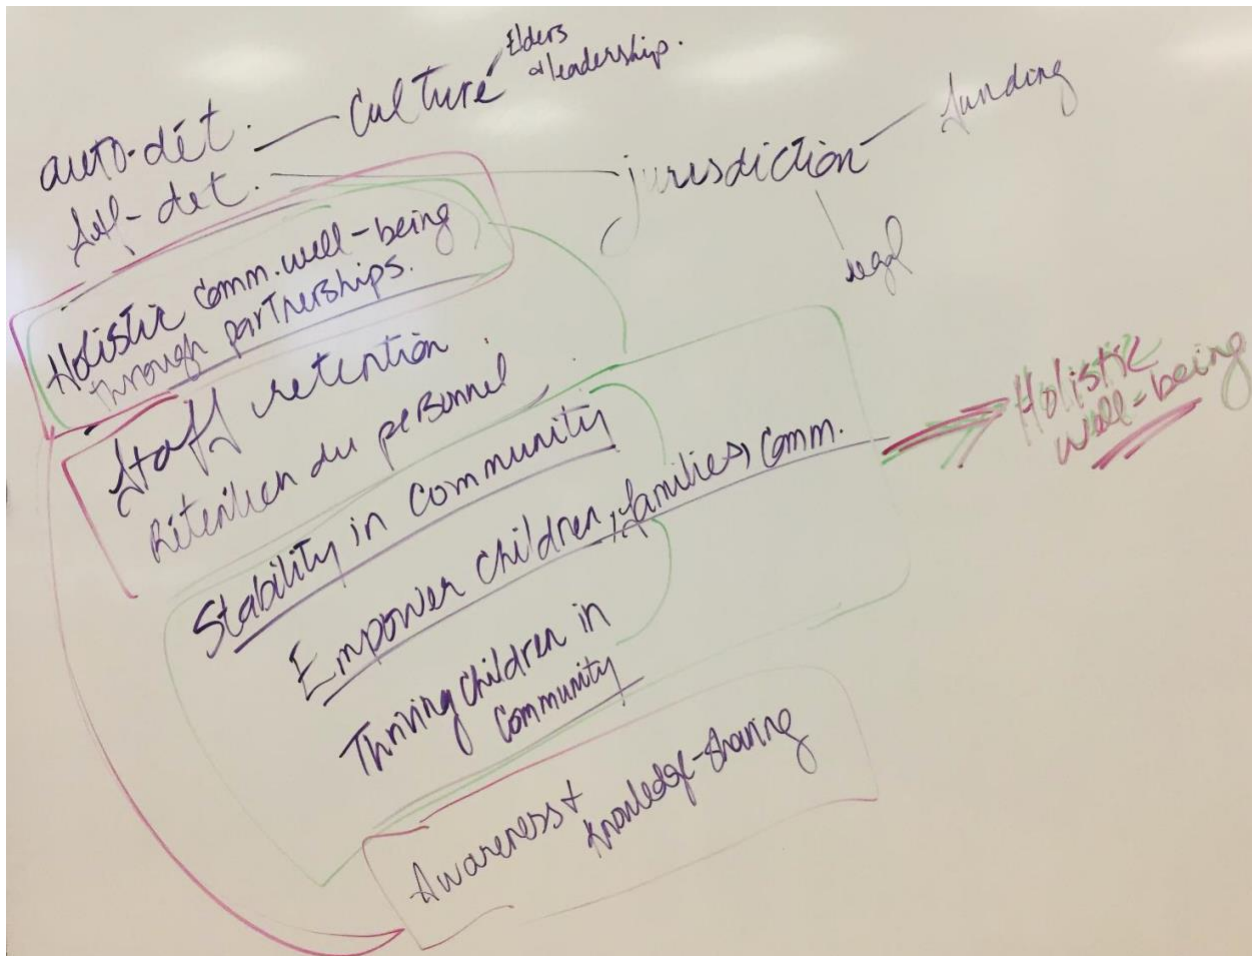 auto-dét. — Culture
Elders
& leadership.
self-det. — jurisdiction
funding
legal
Holistic comm. well-being
through partnerships.
Staff retention
Rétention du personnel
Stability in community
Empower children, families, comm.
Thriving children in
community
Awareness +
knowledge-sharing
Holistic
well-being